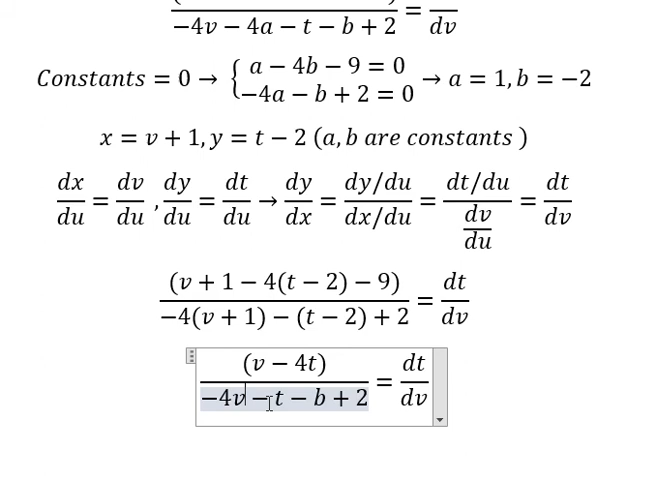 (
−4v − 4a − t − b + 2 = dv
Constants = 0 → { a − 4b − 9 = 0
−4a − b + 2 = 0 → a = 1, b = −2
x = v + 1, y = t − 2 (a, b are constants )
dx/du = dv/du , dy/du = dt/du → dy/dx = dy/du / dx/du = dt/du / dv/du = dt/dv
(v + 1 − 4(t − 2) − 9) / −4(v + 1) − (t − 2) + 2 = dt/dv
(v − 4t) / −4v − t − b + 2 = dt/dv